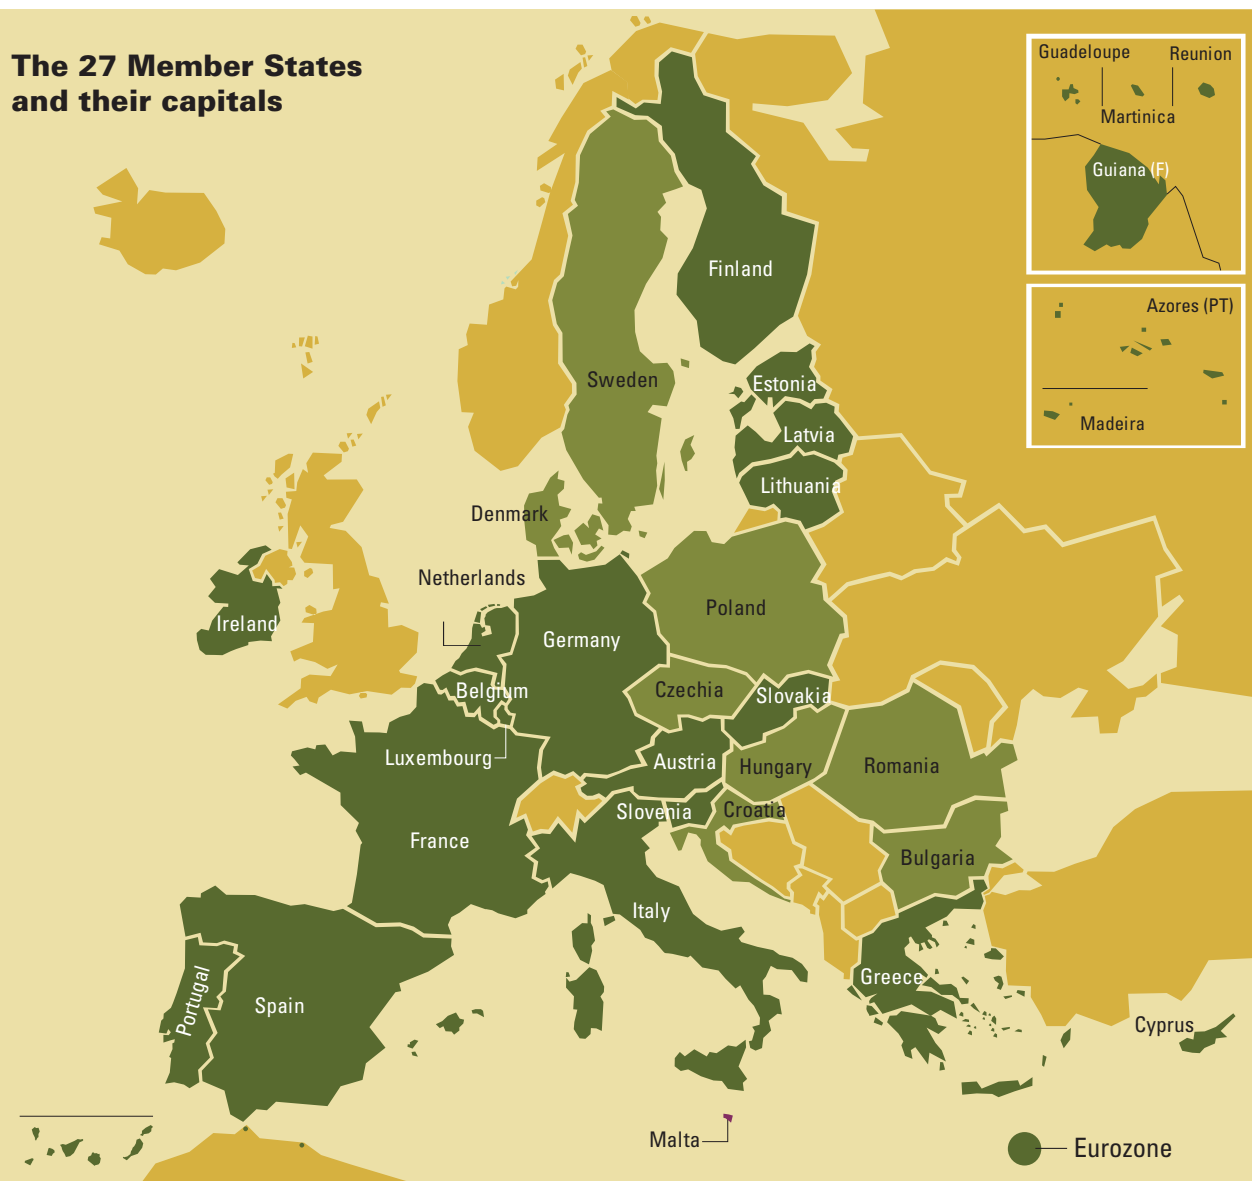 The 27 Member States
and their capitals
Guadeloupe
Reunion
Martinica
Guiana (F)
Azores (PT)
Madeira
Finland
Sweden
Estonia
Latvia
Lithuania
Denmark
Netherlands
Ireland
Poland
Germany
Belgium
Czechia
Slovakia
Luxembourg
Austria
Hungary
Romania
Slovenia
Croatia
France
Bulgaria
Italy
Greece
Portugal
Spain
Cyprus
Malta
Eurozone